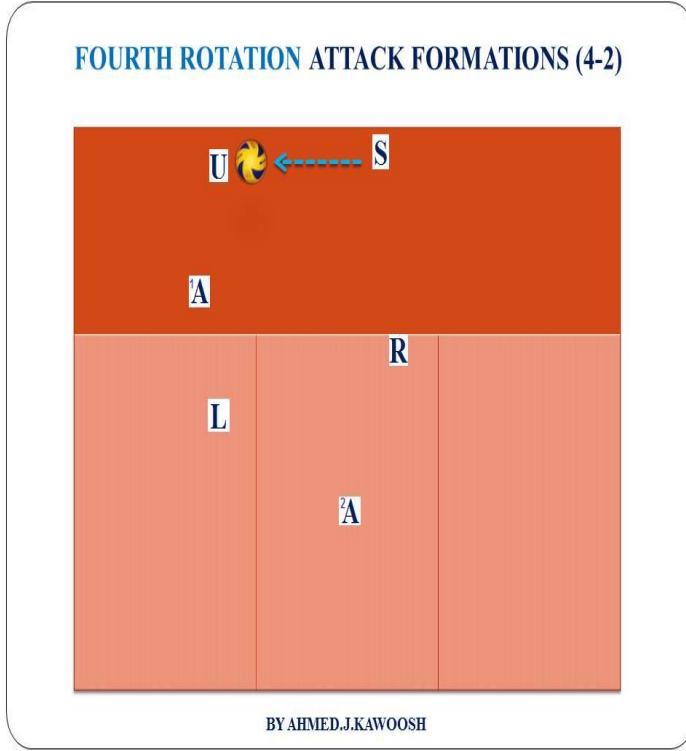 FOURTH ROTATION ATTACK FORMATIONS (4-2)
U
S
1A
R
L
2A
BY AHMED.J.KAWOOSH